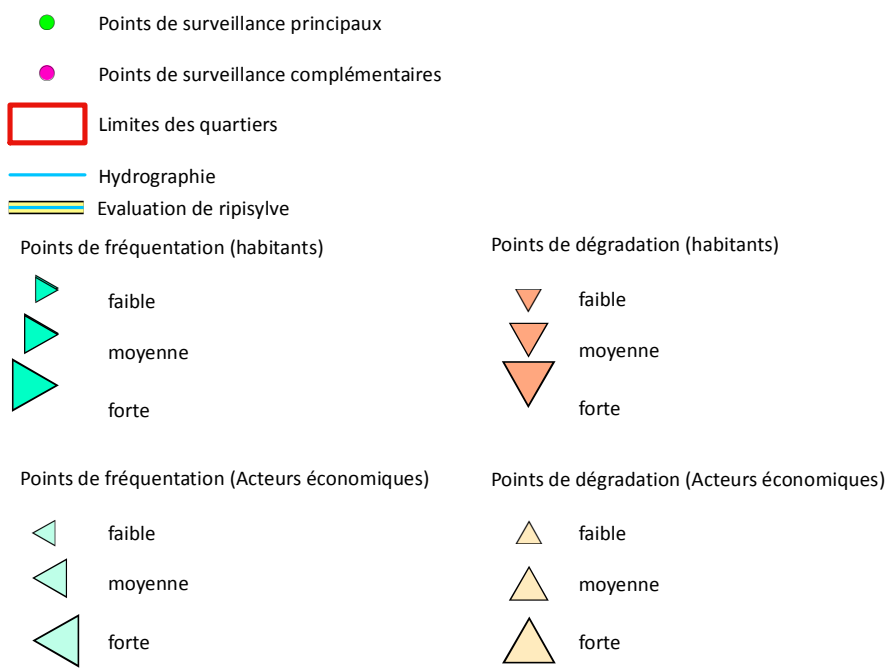 Points de surveillance principaux
Points de surveillance complémentaires
Limites des quartiers
Hydrographie
Evaluation de ripisylve
Points de fréquentation (habitants)
faible
moyenne
forte
Points de dégradation (habitants)
faible
moyenne
forte
Points de fréquentation (Acteurs économiques)
faible
moyenne
forte
Points de dégradation (Acteurs économiques)
faible
moyenne
forte